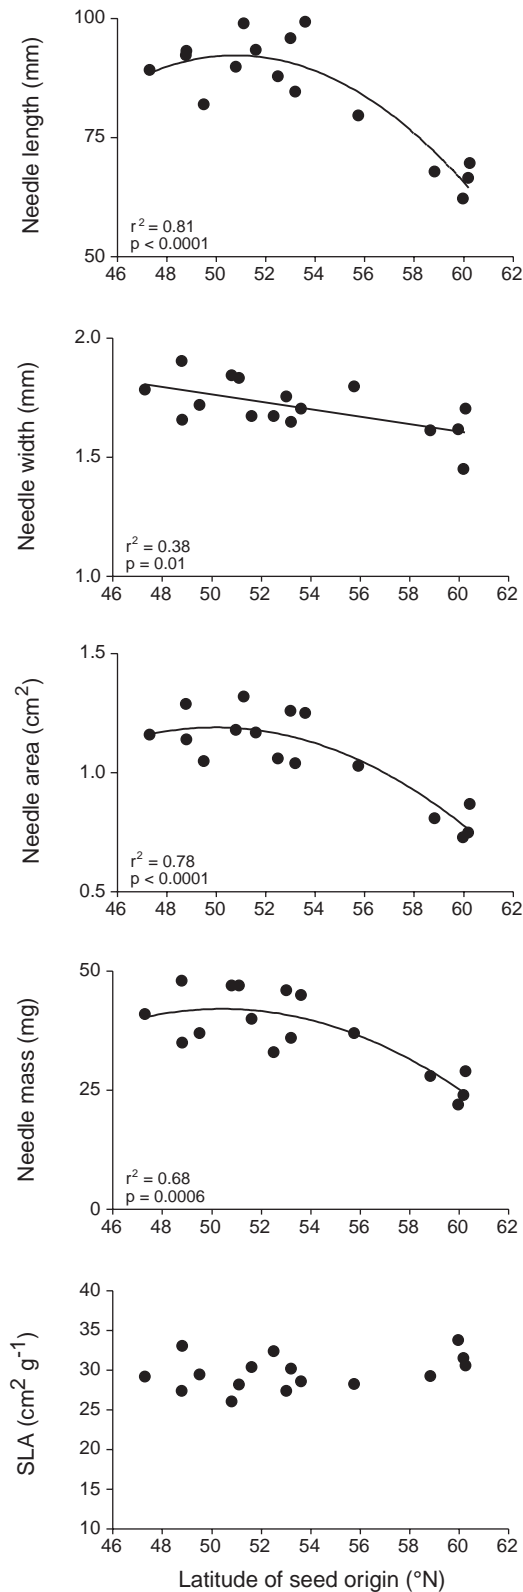 100
75
50
Needle length (mm)
r² = 0.81
p < 0.0001
46 48 50 52 54 56 58 60 62
2.0
1.5
1.0
Needle width (mm)
r² = 0.38
p = 0.01
46 48 50 52 54 56 58 60 62
1.5
1.0
0.5
Needle area (cm²)
r² = 0.78
p < 0.0001
46 48 50 52 54 56 58 60 62
50
25
0
Needle mass (mg)
r² = 0.68
p = 0.0006
46 48 50 52 54 56 58 60 62
40
35
30
25
20
15
10
SLA (cm² g⁻¹)
46 48 50 52 54 56 58 60 62
Latitude of seed origin (°N)